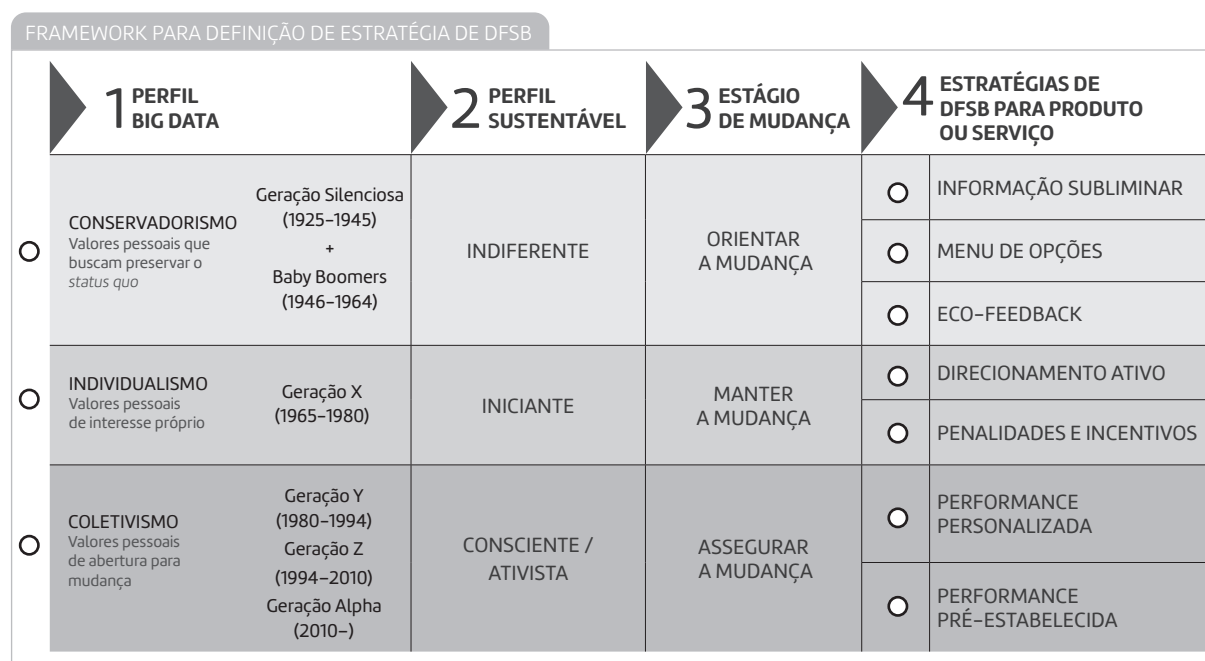 FRAMEWORK PARA DEFINIÇÃO DE ESTRATÉGIA DE DFSB
1 PERFIL
BIG DATA
2 PERFIL
SUSTENTÁVEL
3 ESTÁGIO
DE MUDANÇA
4 ESTRATÉGIAS DE
DFSB PARA PRODUTO
OU SERVIÇO
CONSERVADORISMO
Valores pessoais que
buscam preservar o
status quo
Geração Silenciosa
(1925-1945)
+
Baby Boomers
(1946-1964)
INDIFERENTE
ORIENTAR
A MUDANÇA
INFORMAÇÃO SUBLIMINAR
MENU DE OPÇÕES
ECO-FEEDBACK
INDIVIDUALISMO
Valores pessoais
de interesse próprio
Geração X
(1965-1980)
INICIANTE
MANTER
A MUDANÇA
DIRECIONAMENTO ATIVO
PENALIDADES E INCENTIVOS
COLETIVISMO
Valores pessoais
de abertura para
mudança
Geração Y
(1980-1994)
Geração Z
(1994-2010)
Geração Alpha
(2010-)
CONSCIENTE /
ATIVISTA
ASSEGURAR
A MUDANÇA
PERFORMANCE
PERSONALIZADA
PERFORMANCE
PRÉ-ESTABELECIDA